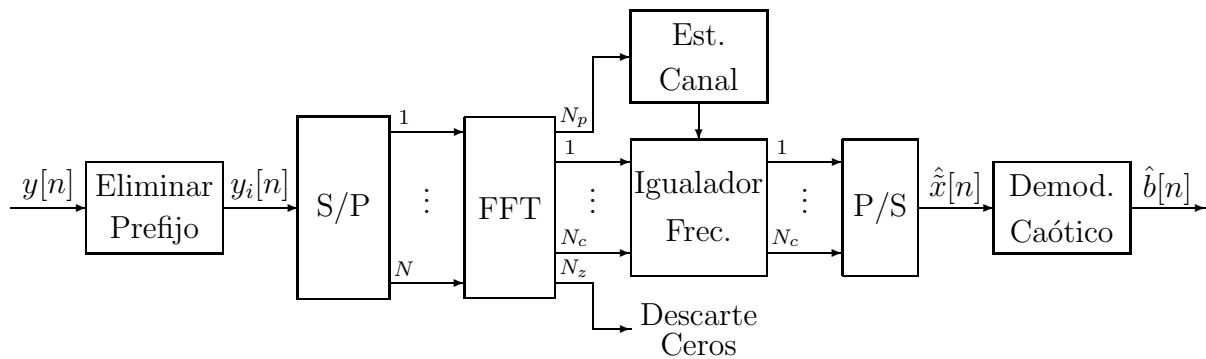 Est.
Canal
N_p
1
1
1
y[n]
Eliminar
Prefijo
y_i[n]
S/P
⋮
FFT
⋮
Igualador
Frec.
⋮
P/S
\hat{\tilde{x}}[n]
Demod.
Caótico
\hat{b}[n]
N
N_c
N_c
N_z
Descarte
Ceros